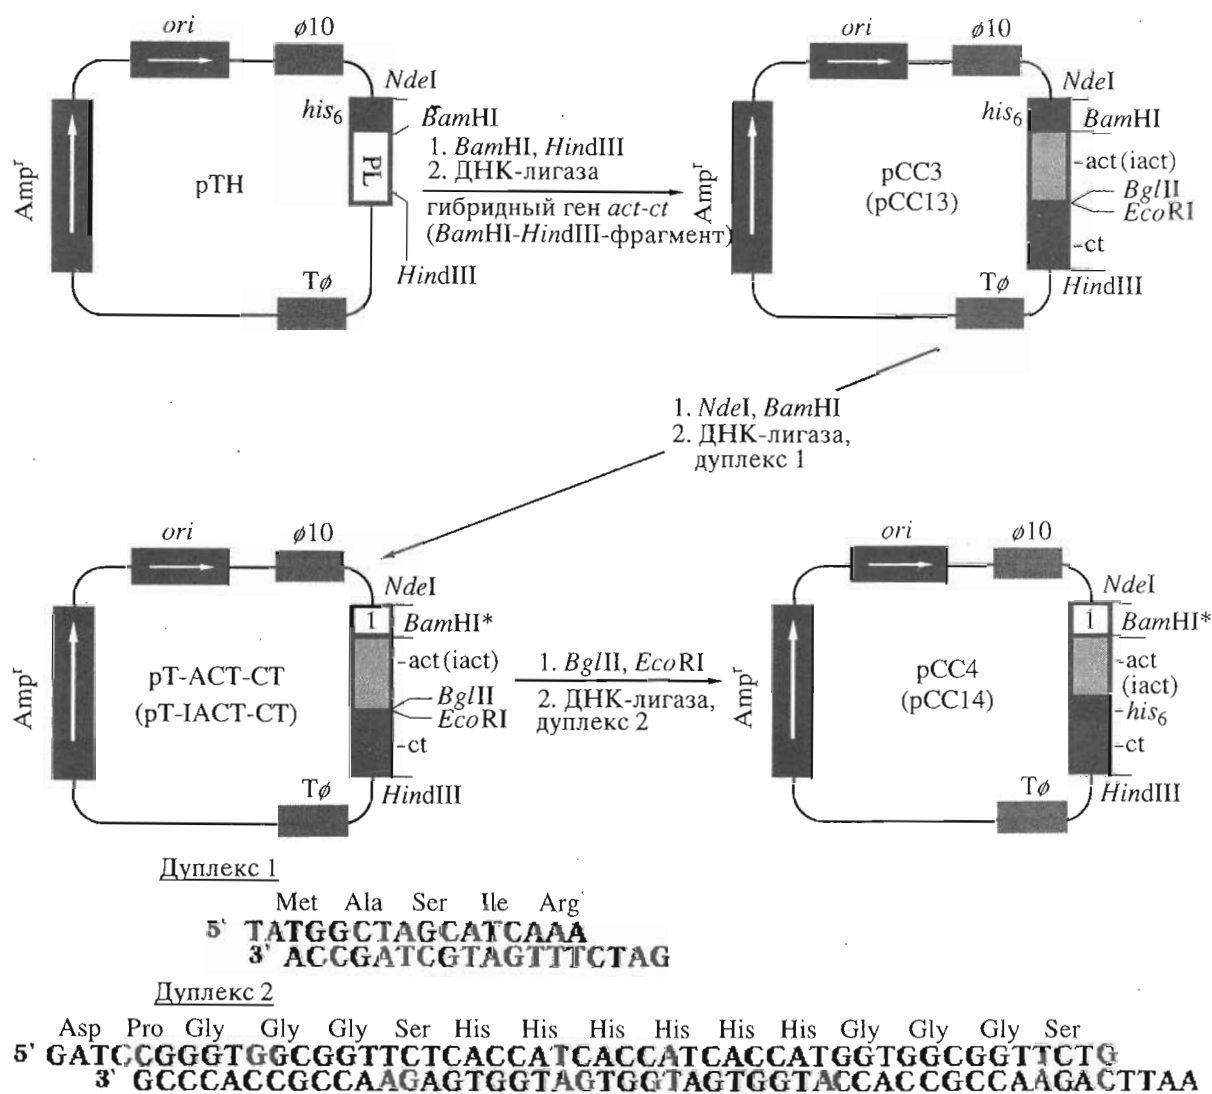 ori
ø10
NdeI
his6
BamHI
PL
HindIII
Ampr
pTH
Tø
1. BamHI, HindIII
2. ДНК-лигаза
гибридный ген act-ct
(BamHI-HindIII-фрагмент)
ori
ø10
NdeI
his6
BamHI
act (iact)
BglII
EcoRI
ct
HindIII
Ampr
pCC3
(pCC13)
Tø
1. NdeI, BamHI
2. ДНК-лигаза,
дуплекс 1
ori
ø10
NdeI
1
BamHI*
act (iact)
BglII
EcoRI
ct
HindIII
Ampr
pT-ACT-CT
(pT-IACT-CT)
Tø
1. BglII, EcoRI
2. ДНК-лигаза,
дуплекс 2
ori
ø10
NdeI
1
BamHI*
act
(iact)
his6
ct
HindIII
Ampr
pCC4
(pCC14)
Tø
Дуплекс 1
Met Ala Ser Ile Arg
5' TATGGCTAGCATCAAA
3' ACCGATCGTAGTTTCTAG
Дуплекс 2
Asp Pro Gly Gly Gly Ser His His His His His His Gly Gly Gly Ser
5' GATCCCGGGTGGCGGTTCTCACCATCACCATCACCATGGTGGCGGTTCTG
3' GCCCACCGCCAAGAGTGGTAGTGGTAGTGGTACCACCGCCAAGACTTAA